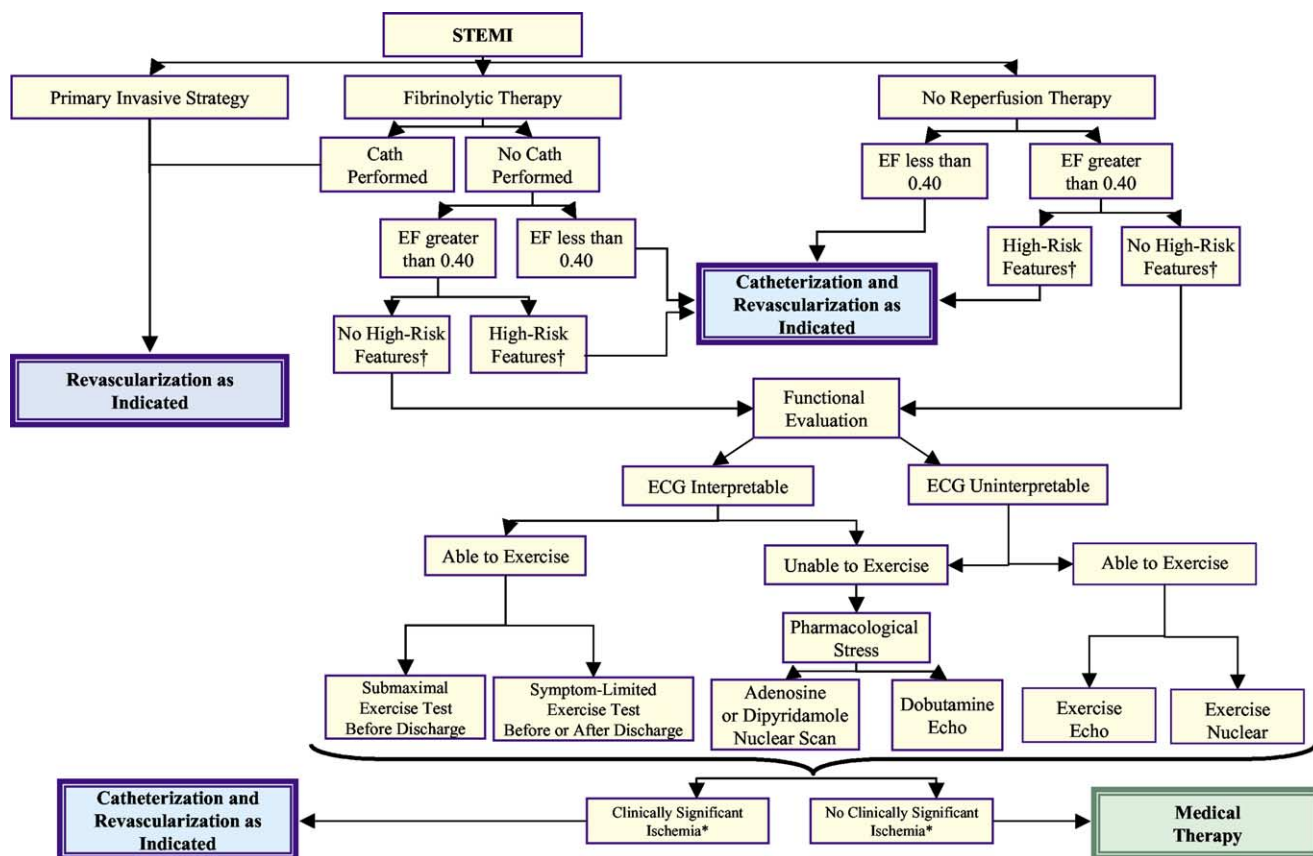 STEMI
Primary Invasive Strategy
Fibrinolytic Therapy
No Reperfusion Therapy
Cath
Performed
No Cath
Performed
EF less than
0.40
EF greater
than 0.40
EF greater
than 0.40
EF less than
0.40
High-Risk
Features†
No High-Risk
Features†
Catheterization and
Revascularization as
Indicated
No High-Risk
Features†
High-Risk
Features†
Revascularization as
Indicated
Functional
Evaluation
ECG Interpretable
ECG Uninterpretable
Able to Exercise
Unable to Exercise
Able to Exercise
Pharmacological
Stress
Submaximal
Exercise Test
Before Discharge
Symptom-Limited
Exercise Test
Before or After Discharge
Adenosine
or Dipyridamole
Nuclear Scan
Dobutamine
Echo
Exercise
Echo
Exercise
Nuclear
Catheterization and
Revascularization as
Indicated
Clinically Significant
Ischemia*
No Clinically Significant
Ischemia*
Medical
Therapy